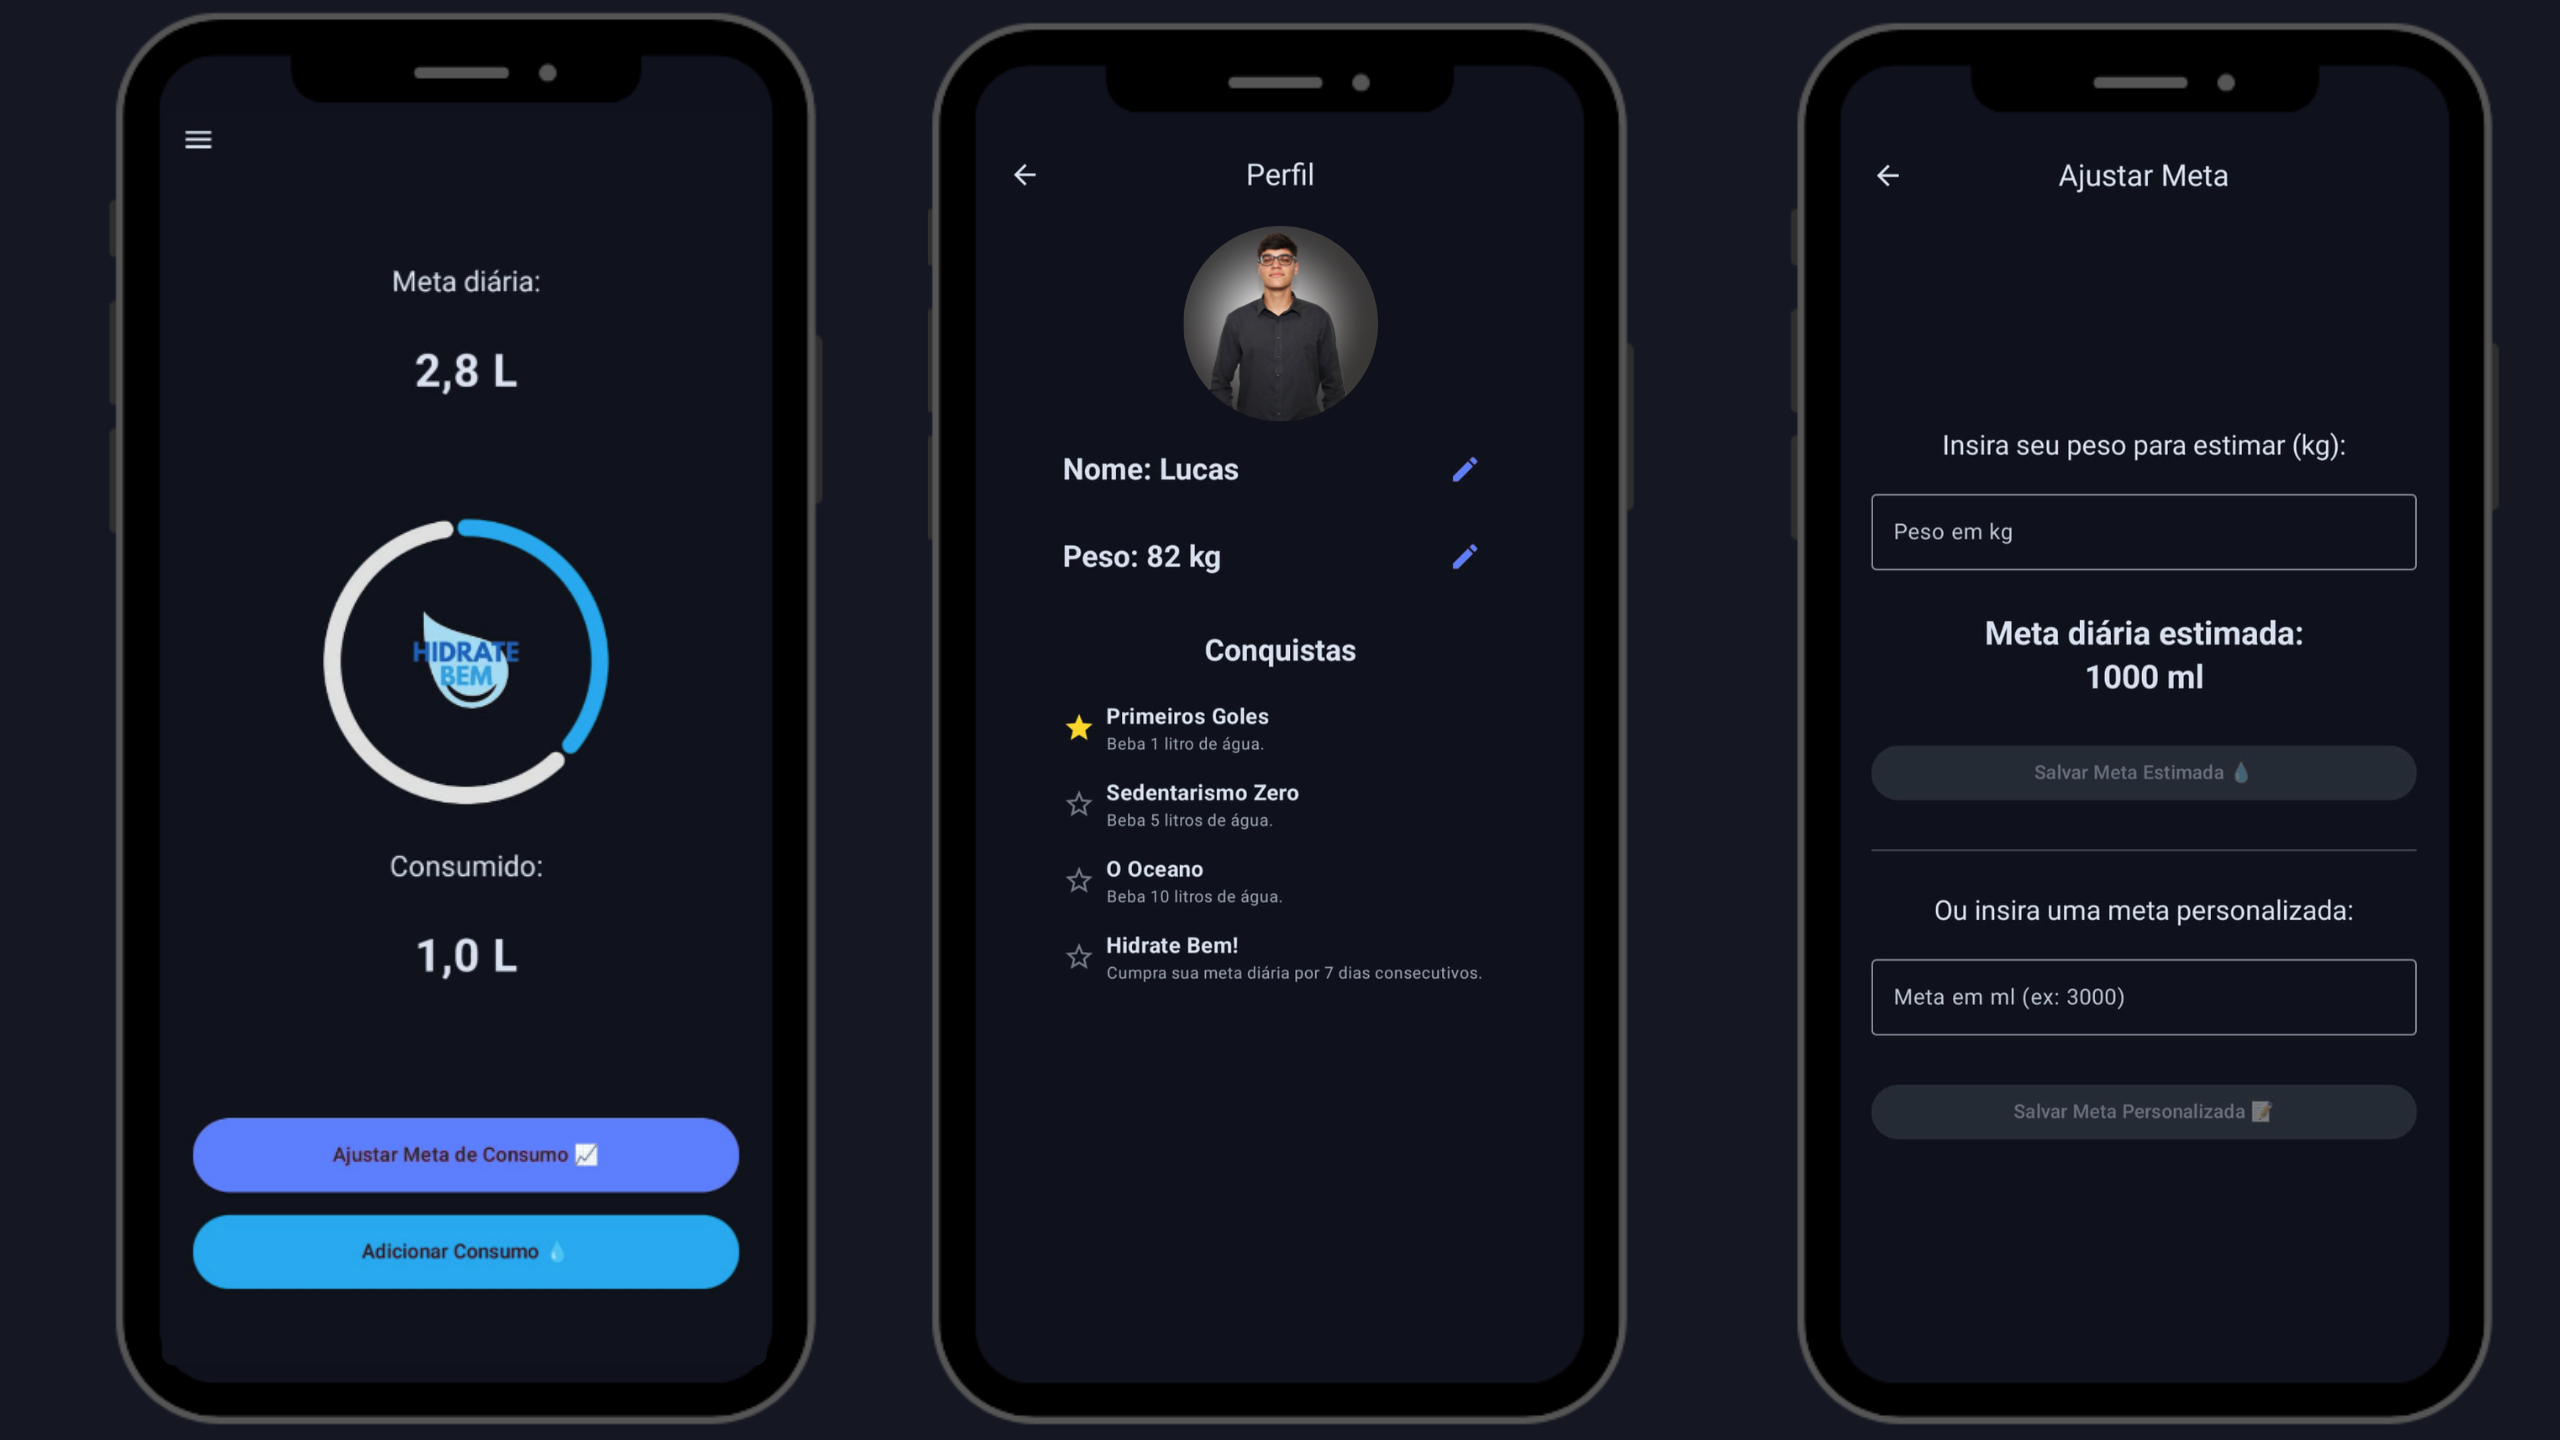 Meta diária:
2,8 L
HIDRATE
BEM
Consumido:
1,0 L
Ajustar Meta de Consumo
Adicionar Consumo
Perfil
Nome: Lucas
Peso: 82 kg
Conquistas
Primeiros Goles
Beba 1 litro de água.
Sedentarismo Zero
Beba 5 litros de água.
O Oceano
Beba 10 litros de água.
Hidrate Bem!
Cumpra sua meta diária por 7 dias consecutivos.
Ajustar Meta
Insira seu peso para estimar (kg):
Peso em kg
Meta diária estimada:
1000 ml
Salvar Meta Estimada
Ou insira uma meta personalizada:
Meta em ml (ex: 3000)
Salvar Meta Personalizada